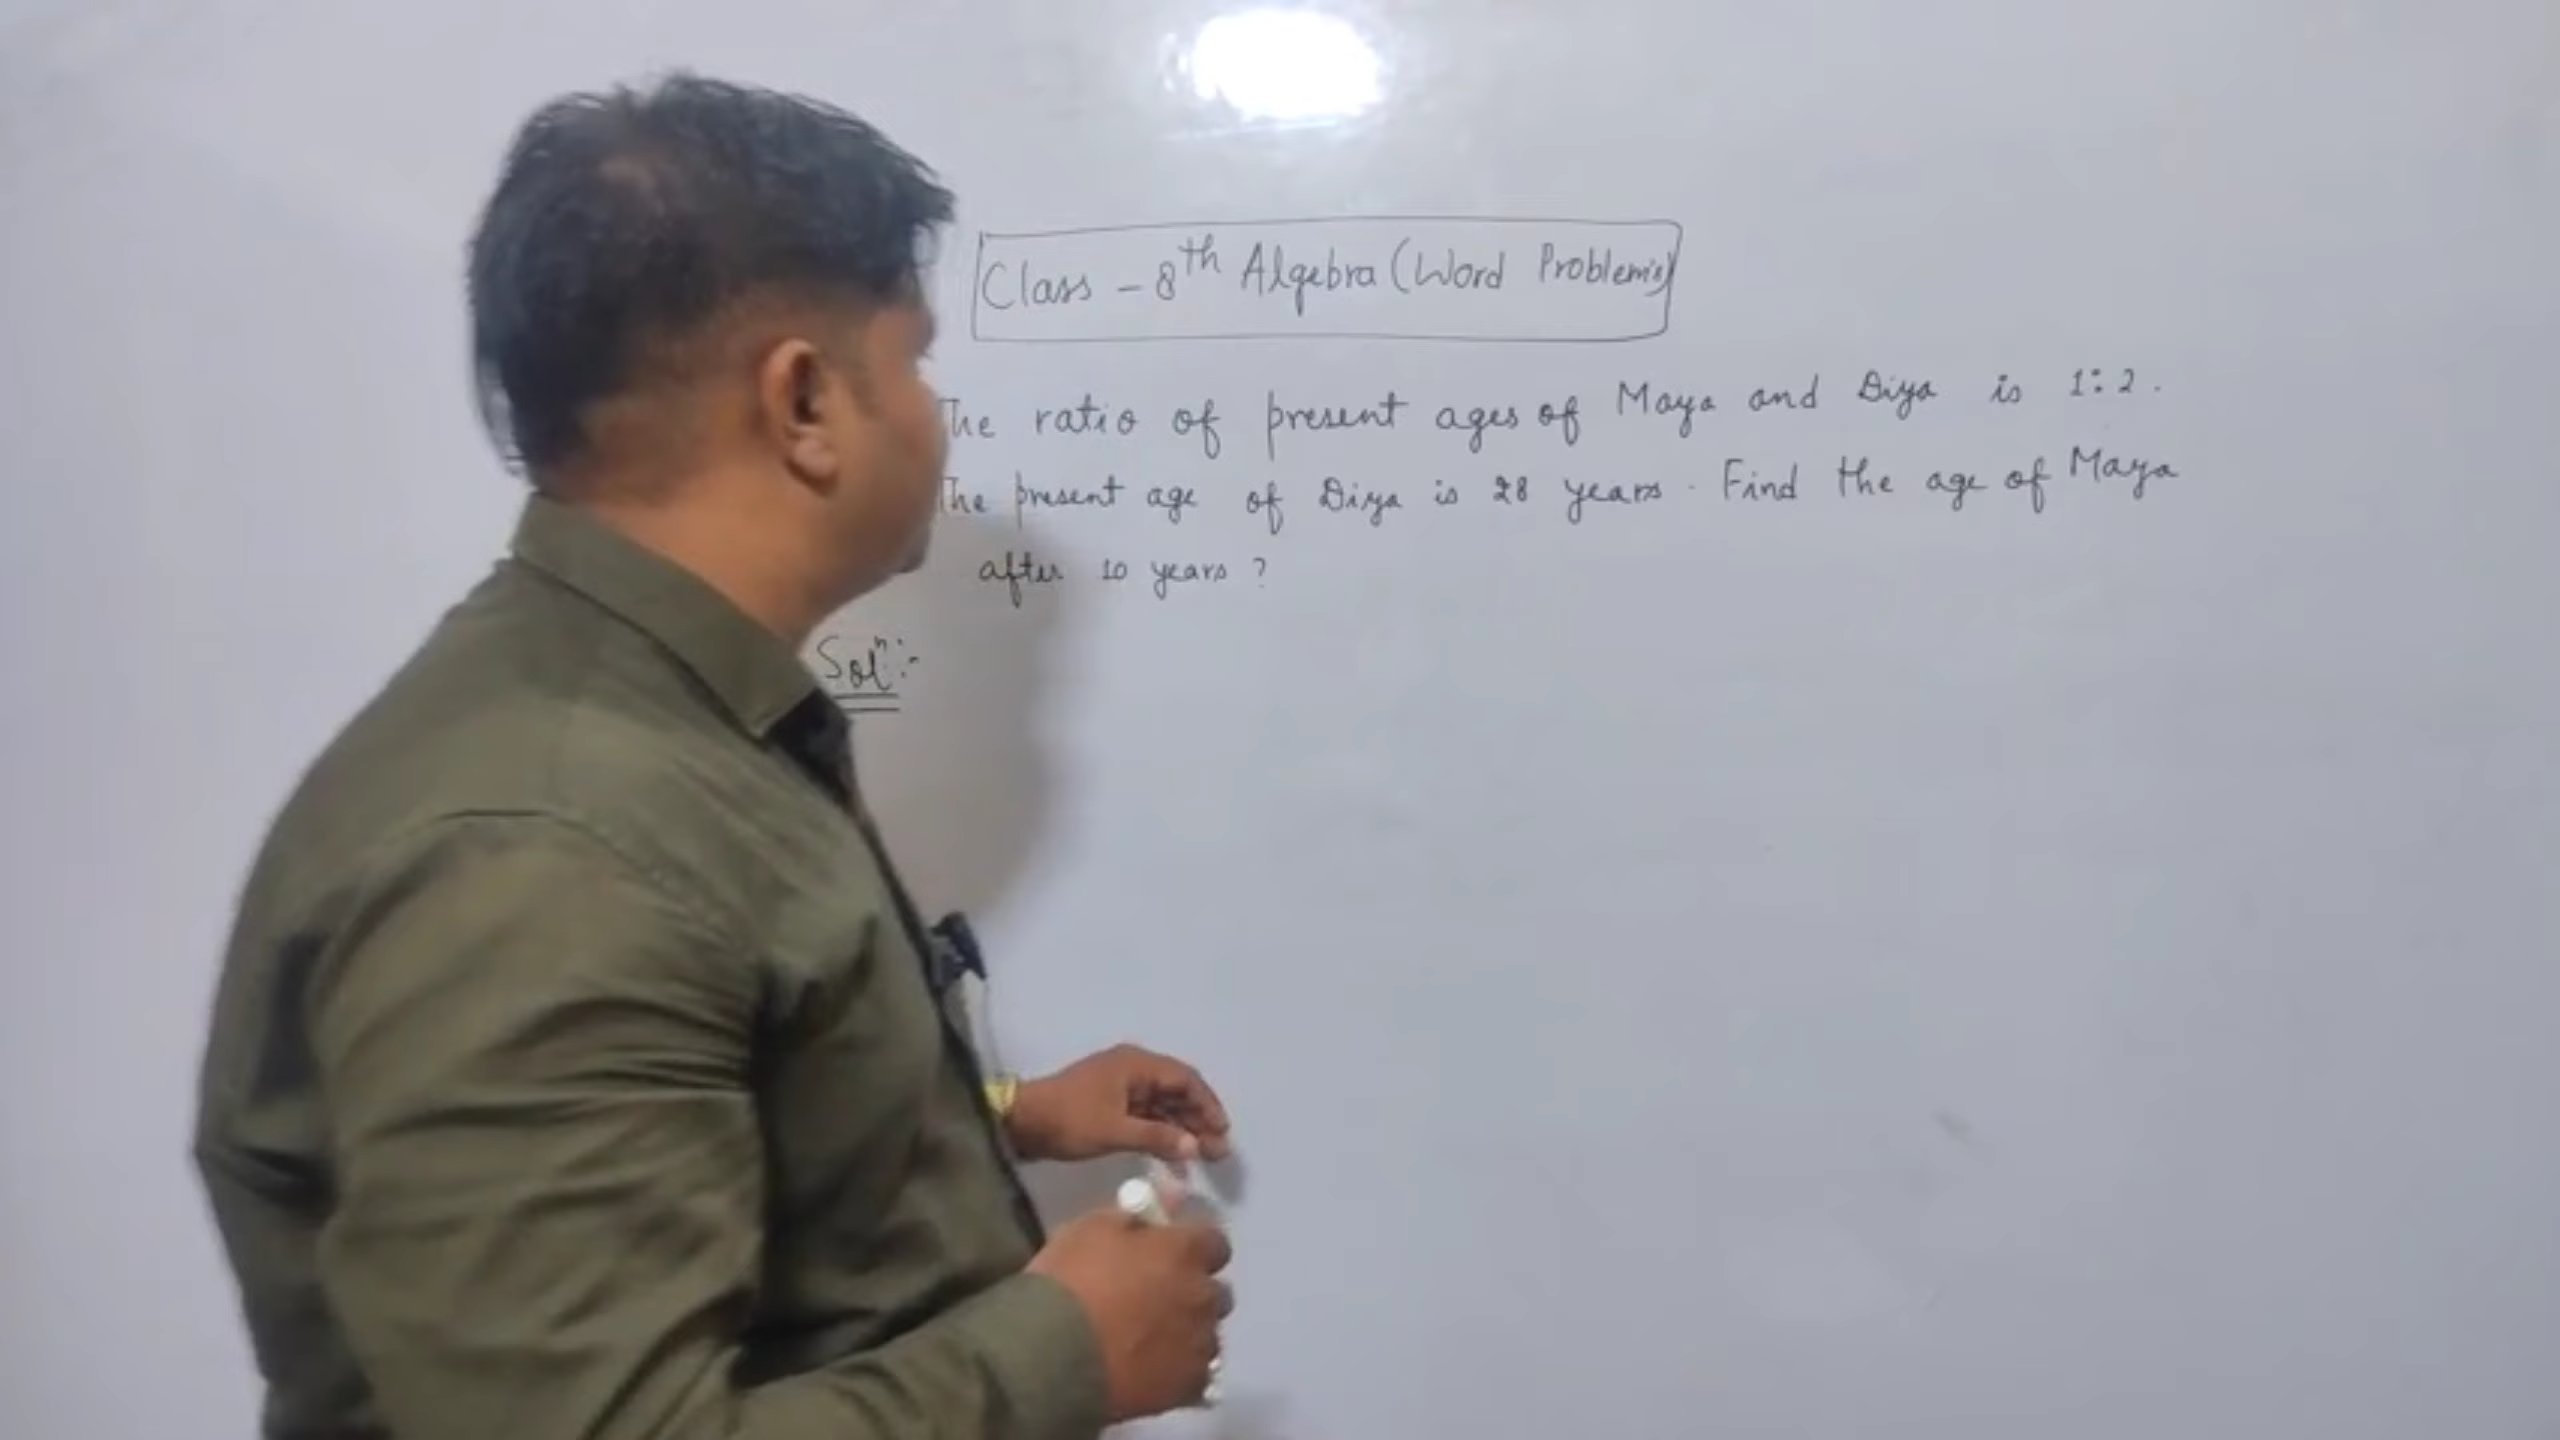 Class - 8th Algebra (Word Problem's)
The ratio of present ages of Maya and Diya is 1:2.
The present age of Diya is 28 years. Find the age of Maya
after 10 years ?
Solⁿ:-